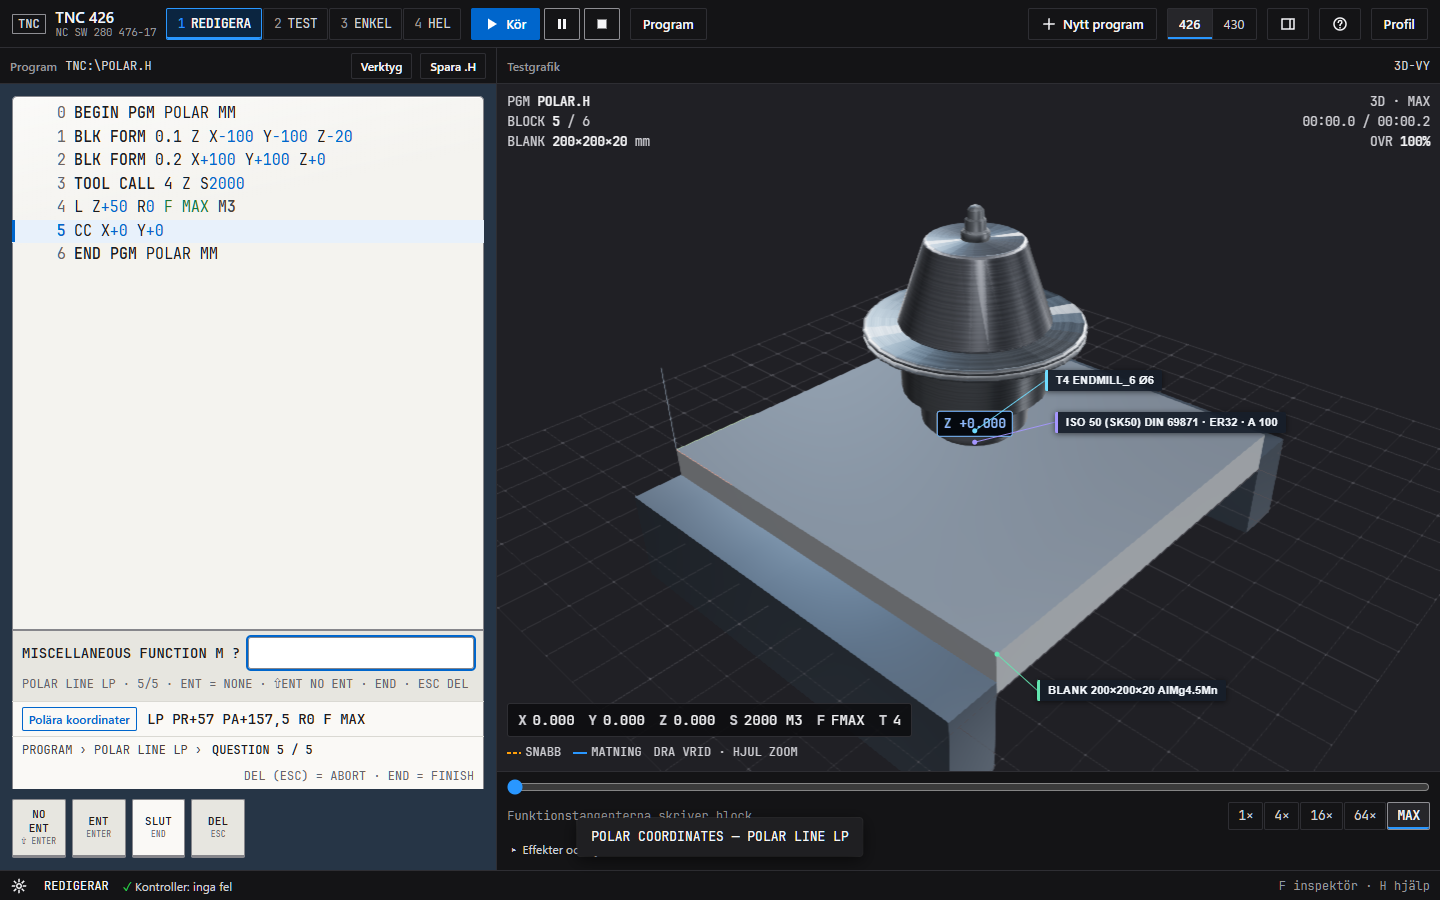 TNC
TNC 426
NC SW 280 476-17
1 REDIGERA
2 TEST
3 ENKEL
4 HEL
Kör
Program
Nytt program
426
430
Profil
Program TNC:\POLAR.H
Verktyg
Spara .H
Testgrafik
3D-VY
0 BEGIN PGM POLAR MM
1 BLK FORM 0.1 Z X-100 Y-100 Z-20
2 BLK FORM 0.2 X+100 Y+100 Z+0
3 TOOL CALL 4 Z S2000
4 L Z+50 R0 F MAX M3
5 CC X+0 Y+0
6 END PGM POLAR MM
PGM POLAR.H
BLOCK 5 / 6
BLANK 200×200×20 mm
3D · MAX
00:00.0 / 00:00.2
OVR 100%
T4 ENDMILL_6 Ø6
Z +0.000
ISO 50 (SK50) DIN 69871 · ER32 · A 100
BLANK 200×200×20 AlMg4.5Mn
MISCELLANEOUS FUNCTION M ?
POLAR LINE LP · 5/5 · ENT = NONE · ⇧ENT NO ENT · END · ESC DEL
Polära koordinater LP PR+57 PA+157,5 R0 F MAX
PROGRAM › POLAR LINE LP › QUESTION 5 / 5
DEL (ESC) = ABORT · END = FINISH
NO ENT
⇧ ENTER
ENT
ENTER
SLUT
END
DEL
ESC
X 0.000 Y 0.000 Z 0.000 S 2000 M3 F FMAX T 4
SNABB MATNING DRA VRID · HJUL ZOOM
Funktionstangenterna skriver block
1×
4×
16×
64×
MAX
Effekter
POLAR COORDINATES — POLAR LINE LP
REDIGERAR
✓ Kontroller: inga fel
F inspektör · H hjälp